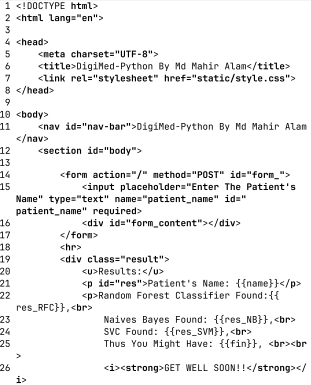 1 <!DOCTYPE html>
2 <html lang="en">
3
4 <head>
5 <meta charset="UTF-8">
6 <title>DigiMed-Python By Md Mahir Alam</title>
7 <link rel="stylesheet" href="static/style.css">
8 </head>
9
10 <body>
11 <nav id="nav-bar">DigiMed-Python By Md Mahir Alam
</nav>
12 <section id="body">
13
14 <form action="/" method="POST" id="form_">
15 <input placeholder="Enter The Patient's
Name" type="text" name="patient_name" id="
patient_name" required>
16 <div id="form_content"></div>
17 </form>
18 <hr>
19 <div class="result">
20 <u>Results:</u>
21 <p id="res">Patient's Name: {{name}}</p>
22 <p>Random Forest Classifier Found:{{
res_RFC}},<br>
23 Naives Bayes Found: {{res_NB}},<br>
24 SVC Found: {{res_SVM}},<br>
25 Thus You Might Have: {{fin}}, <br><br
>
26 <i><strong>GET WELL SOON!!</strong></
i>